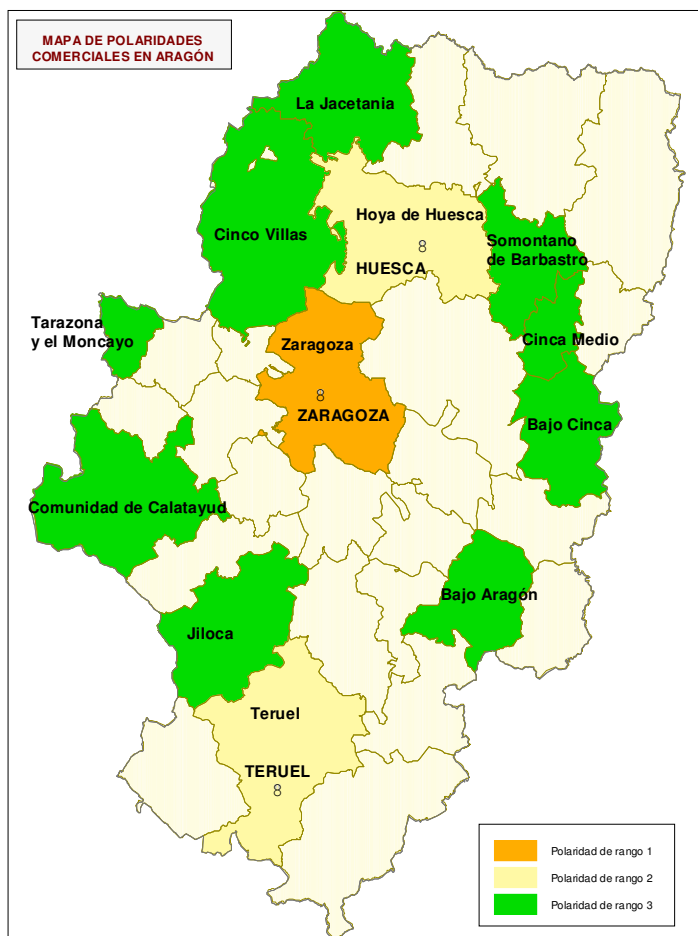 MAPA DE POLARIDADES
COMERCIALES EN ARAGÓN
La Jacetania
Hoya de Huesca
Cinco Villas
Somontano
de Barbastro
HUESCA
Tarazona
y el Moncayo
Zaragoza
Cinca Medio
ZARAGOZA
Bajo Cinca
Comunidad de Calatayud
Bajo Aragón
Jiloca
Teruel
TERUEL
Polaridad de rango 1
Polaridad de rango 2
Polaridad de rango 3